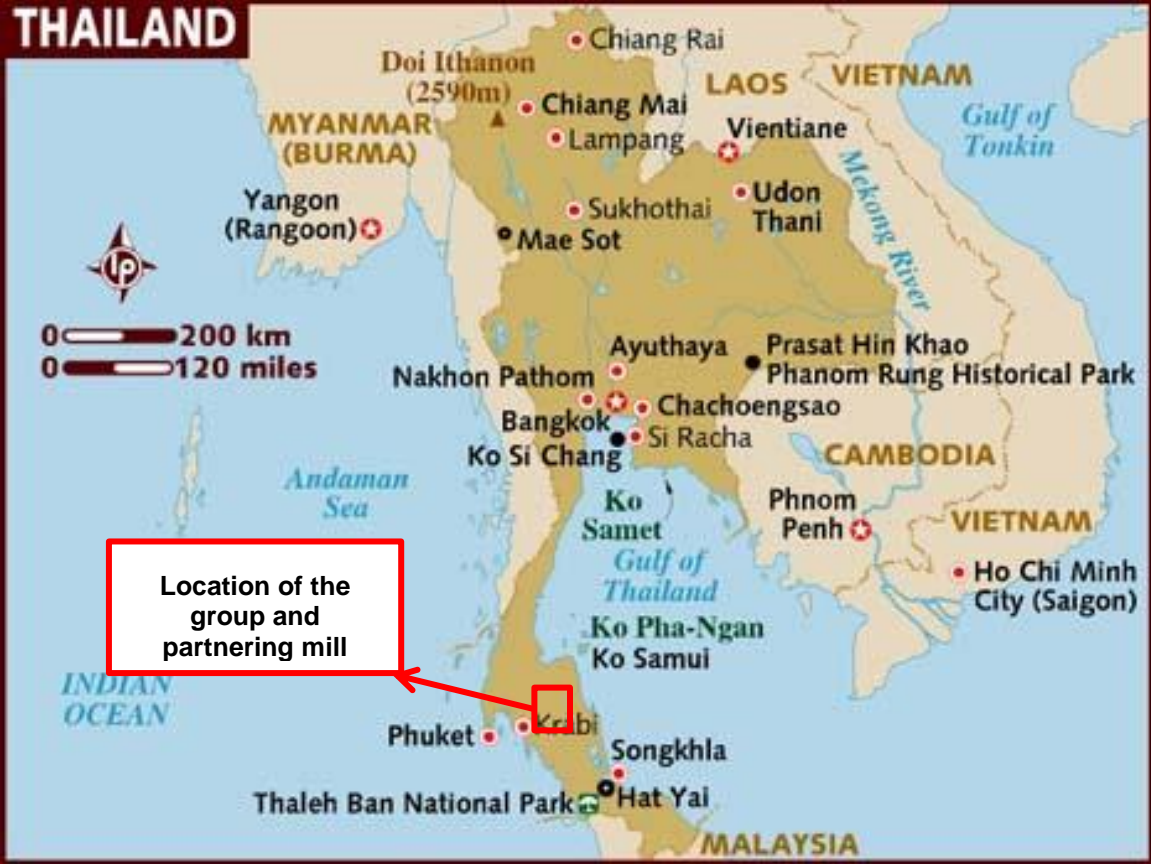 THAILAND
Chiang Rai
Doi Ithanon
(2590m)
LAOS
VIETNAM
Chiang Mai
MYANMAR
(BURMA)
Lampang
Vientiane
Gulf of
Tonkin
Mekong River
Yangon
(Rangoon)
Sukhothai
Udon
Thani
Mae Sot
LP
0 200 km
0 120 miles
Ayuthaya
Prasat Hin Khao
Phanom Rung Historical Park
Nakhon Pathom
Bangkok
Chachoengsao
Ko Si Chang
Si Racha
CAMBODIA
Andaman
Sea
Ko
Samet
Phnom
Penh
VIETNAM
Gulf of
Thailand
Ho Chi Minh
City (Saigon)
Location of the
group and
partnering mill
Ko Pha-Ngan
Ko Samui
INDIAN
OCEAN
Krabi
Phuket
Songkhla
Thaleh Ban National Park
Hat Yai
MALAYSIA